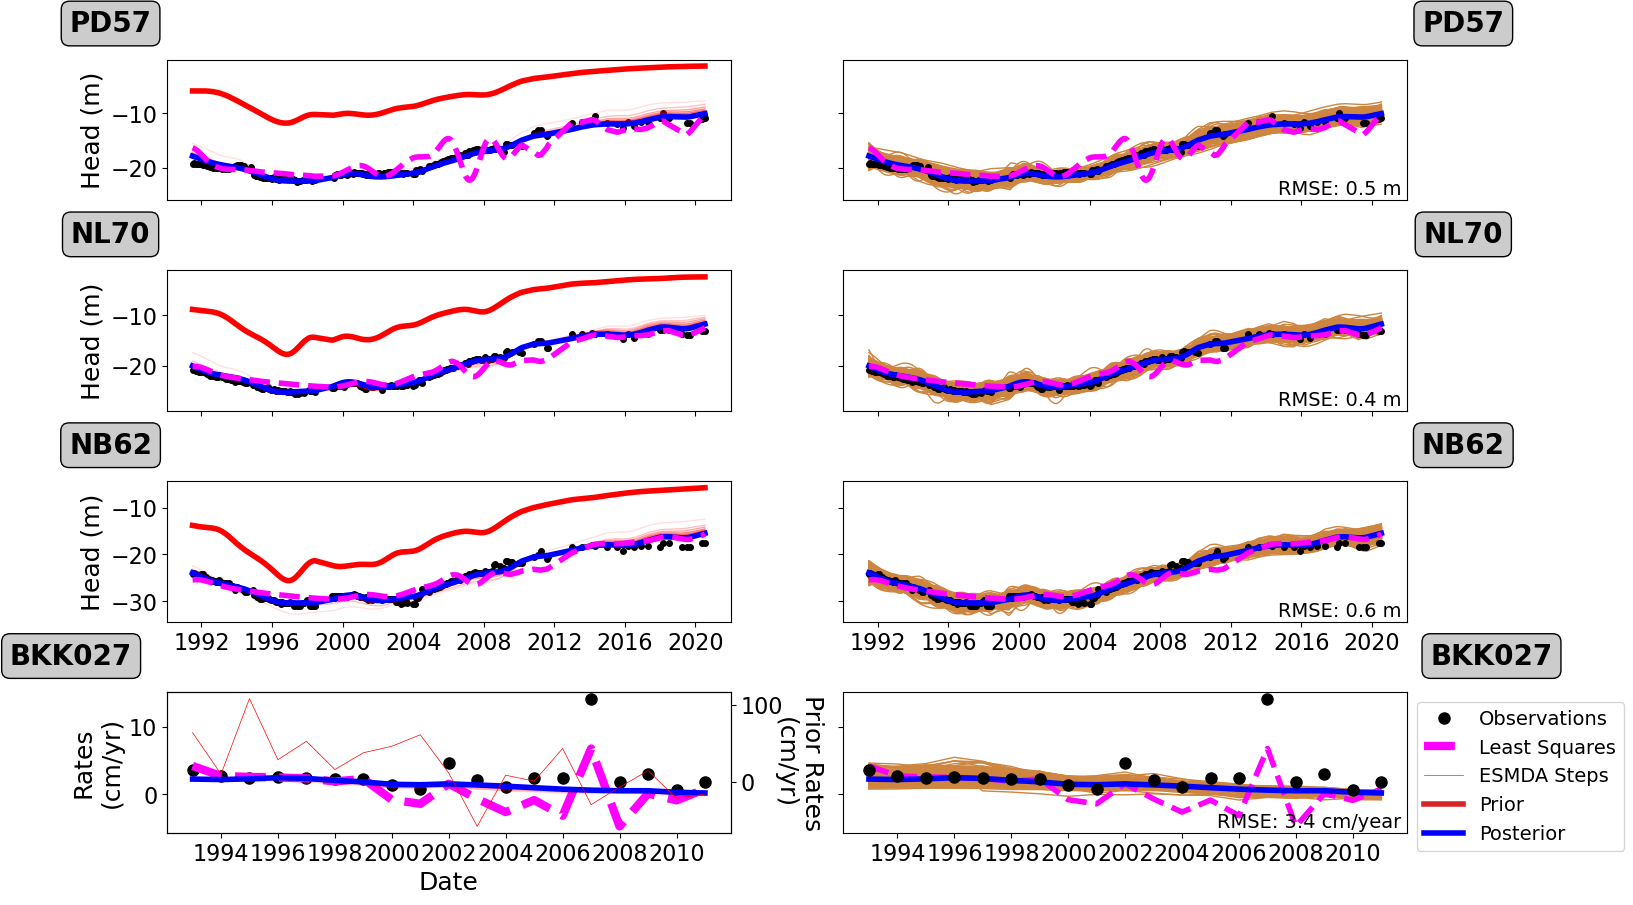 PD57
PD57
Head (m)
−10
−20
RMSE: 0.5 m
NL70
NL70
Head (m)
−10
−20
RMSE: 0.4 m
NB62
NB62
Head (m)
−10
−20
−30
RMSE: 0.6 m
1992 1996 2000 2004 2008 2012 2016 2020
1992 1996 2000 2004 2008 2012 2016 2020
BKK027
BKK027
Rates
(cm/yr)
10
0
100
0
Prior Rates
(cm/yr)
RMSE: 3.4 cm/year
Observations
Least Squares
ESMDA Steps
Prior
Posterior
1994 1996 1998 2000 2002 2004 2006 2008 2010
1994 1996 1998 2000 2002 2004 2006 2008 2010
Date